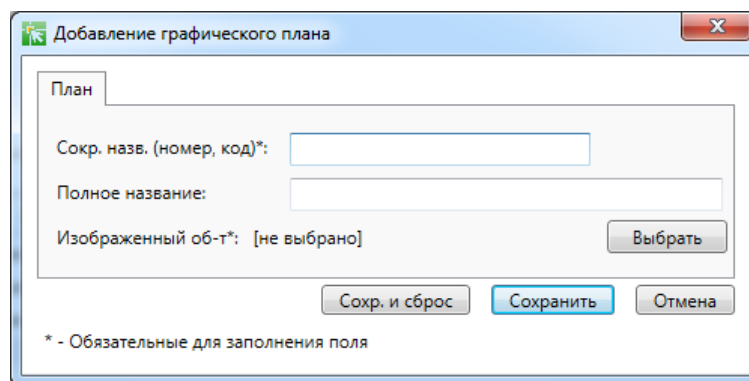 Добавление графического плана
План
Сокр. назв. (номер, код)*:
Полное название:
Изображенный об-т*: [не выбрано] Выбрать
Сохр. и сброс Сохранить Отмена
* - Обязательные для заполнения поля